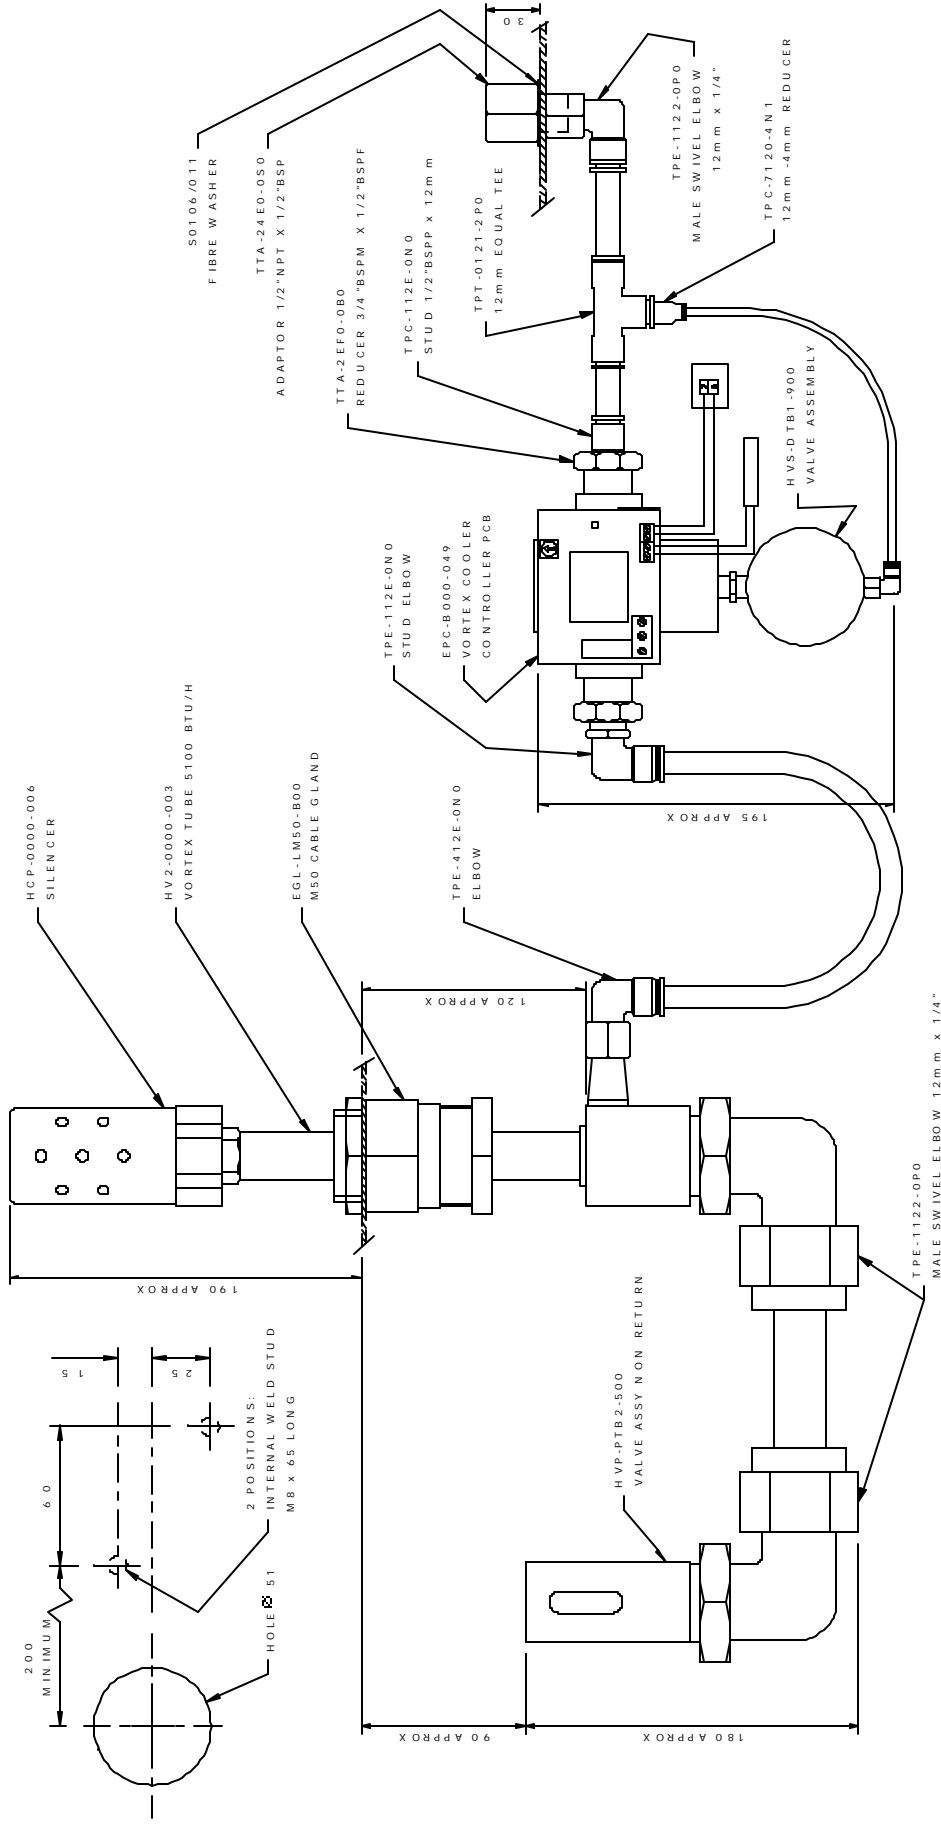 S0106/011
FIBRE WASHER
TTA-24E0-0S0
ADAPTOR 1/2"NPT X 1/2"BSP
TTA-2EF0-0B0
REDUCER 3/4"BSPM X 1/2"BSPF
TPC-112E-0N0
STUD 1/2"BSPP x 12mm
TPT-0121-2P0
12mm EQUAL TEE
TPE-1122-0P0
MALE SWIVEL ELBOW
12mm x 1/4"
TPC-7120-4N1
12mm-4mm REDUCER
30
HVS-DTB1-900
VALVE ASSEMBLY
TPE-112E-0N0
STUD ELBOW
EPC-B000-049
VORTEX COOLER
CONTROLLER PCB
195 APPROX
HCP-0000-006
SILENCER
HV2-0000-003
VORTEX TUBE 5100 BTU/H
EGL-LM50-B00
M50 CABLE GLAND
TPE-412E-0N0
ELBOW
120 APPROX
190 APPROX
TPE-1122-0P0
MALE SWIVEL ELBOW 12mm x 1/4"
HVP-PTB2-500
VALVE ASSY NON RETURN
15
25
60
200
MINIMUM
2 POSITIONS:
INTERNAL WELD STUD
M8 x 65 LONG
HOLE Ø 51
90 APPROX
180 APPROX